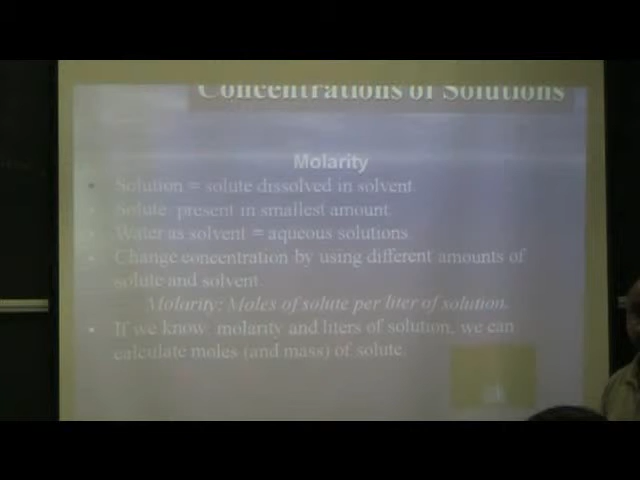 Concentrations of Solutions
Molarity
• Solution = solute dissolved in solvent.
• Solute: present in smallest amount.
• Water as solvent = aqueous solutions.
• Change concentration by using different amounts of
solute and solvent.
Molarity: Moles of solute per liter of solution.
• If we know: molarity and liters of solution, we can
calculate moles (and mass) of solute.